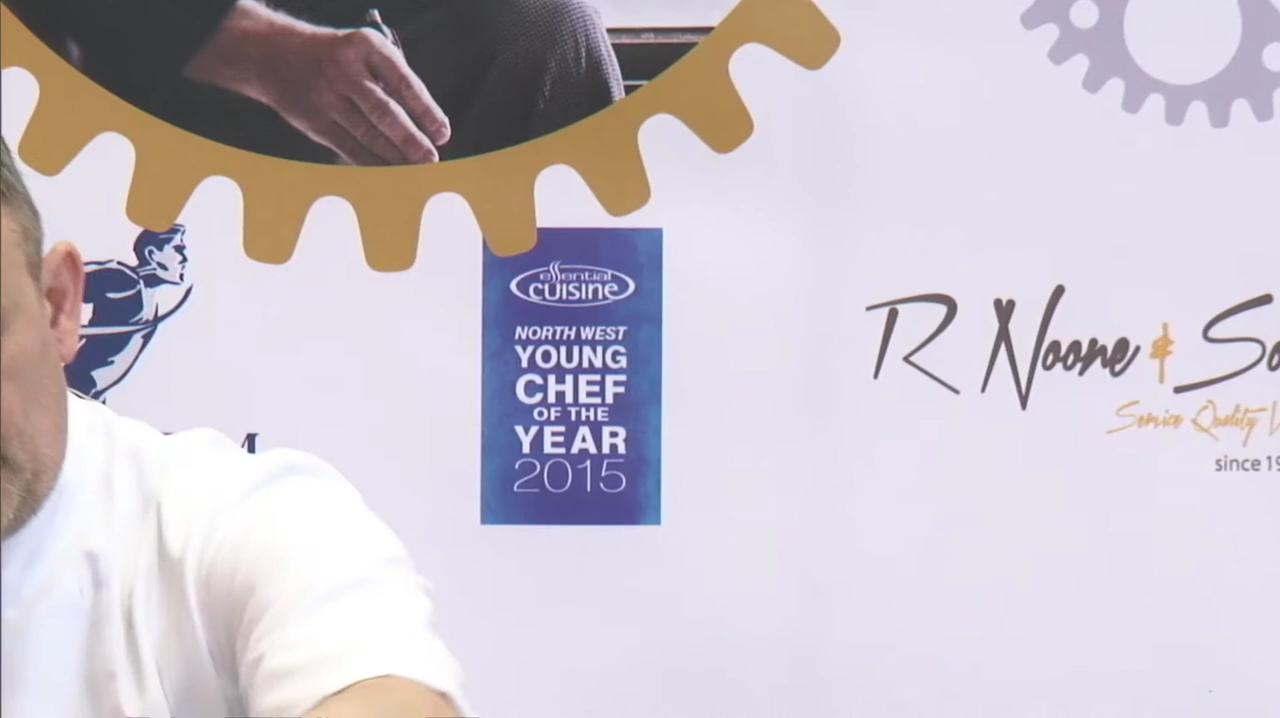 essential
cuisine
NORTH WEST
YOUNG
CHEF
OF THE
YEAR
2015
R Noone & So
Service Quality
since 19